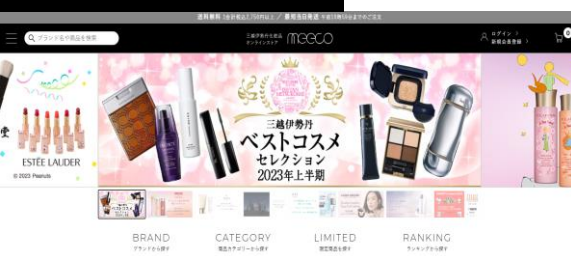 送料無料 1会計税込2,750円以上 / 最短当日発送 午前10時59分までのご注文
ブランド名や商品を検索
三越伊勢丹化粧品
オンラインストア
meeco
ログイン >
新規会員登録 >
0
ESTÉE LAUDER
© 2023 Peanuts
三越伊勢丹
ベストコスメ
セレクション
2023年上半期
BRAND
ブランドから探す
CATEGORY
商品カテゴリーから探す
LIMITED
限定商品を探す
RANKING
ランキングから探す